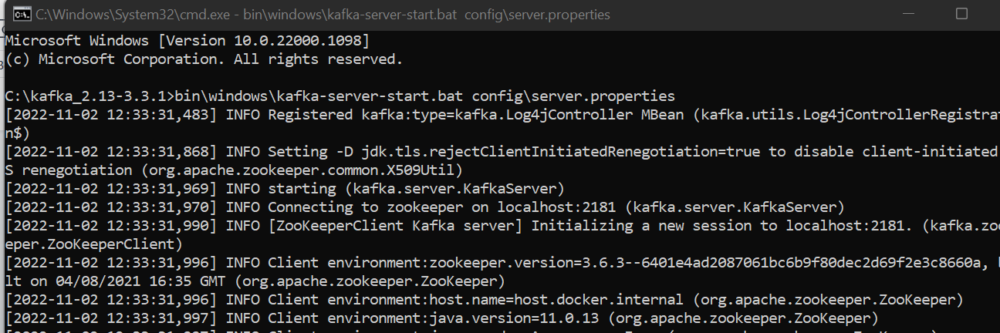 C:\Windows\System32\cmd.exe - bin\windows\kafka-server-start.bat  config\server.properties
Microsoft Windows [Version 10.0.22000.1098]
(c) Microsoft Corporation. All rights reserved.
C:\kafka_2.13-3.3.1>bin\windows\kafka-server-start.bat config\server.properties
[2022-11-02 12:33:31,483] INFO Registered kafka:type=kafka.Log4jController MBean (kafka.utils.Log4jControllerRegistrat
n$)
[2022-11-02 12:33:31,868] INFO Setting -D jdk.tls.rejectClientInitiatedRenegotiation=true to disable client-initiated
S renegotiation (org.apache.zookeeper.common.X509Util)
[2022-11-02 12:33:31,969] INFO starting (kafka.server.KafkaServer)
[2022-11-02 12:33:31,970] INFO Connecting to zookeeper on localhost:2181 (kafka.server.KafkaServer)
[2022-11-02 12:33:31,990] INFO [ZooKeeperClient Kafka server] Initializing a new session to localhost:2181. (kafka.zoo
eper.ZooKeeperClient)
[2022-11-02 12:33:31,996] INFO Client environment:zookeeper.version=3.6.3--6401e4ad2087061bc6b9f80dec2d69f2e3c8660a,
lt on 04/08/2021 16:35 GMT (org.apache.zookeeper.ZooKeeper)
[2022-11-02 12:33:31,996] INFO Client environment:host.name=host.docker.internal (org.apache.zookeeper.ZooKeeper)
[2022-11-02 12:33:31,997] INFO Client environment:java.version=11.0.13 (org.apache.zookeeper.ZooKeeper)